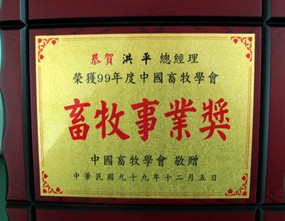 恭賀 洪平 總經理
榮獲99年度中國畜牧學會
畜牧事業獎
中國畜牧學會 敬贈
中華民國九十九年十二月五日